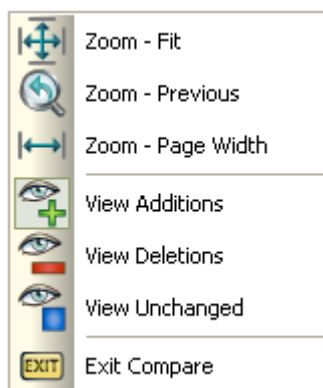 Zoom - Fit
Zoom - Previous
Zoom - Page Width
View Additions
View Deletions
View Unchanged
EXIT Exit Compare